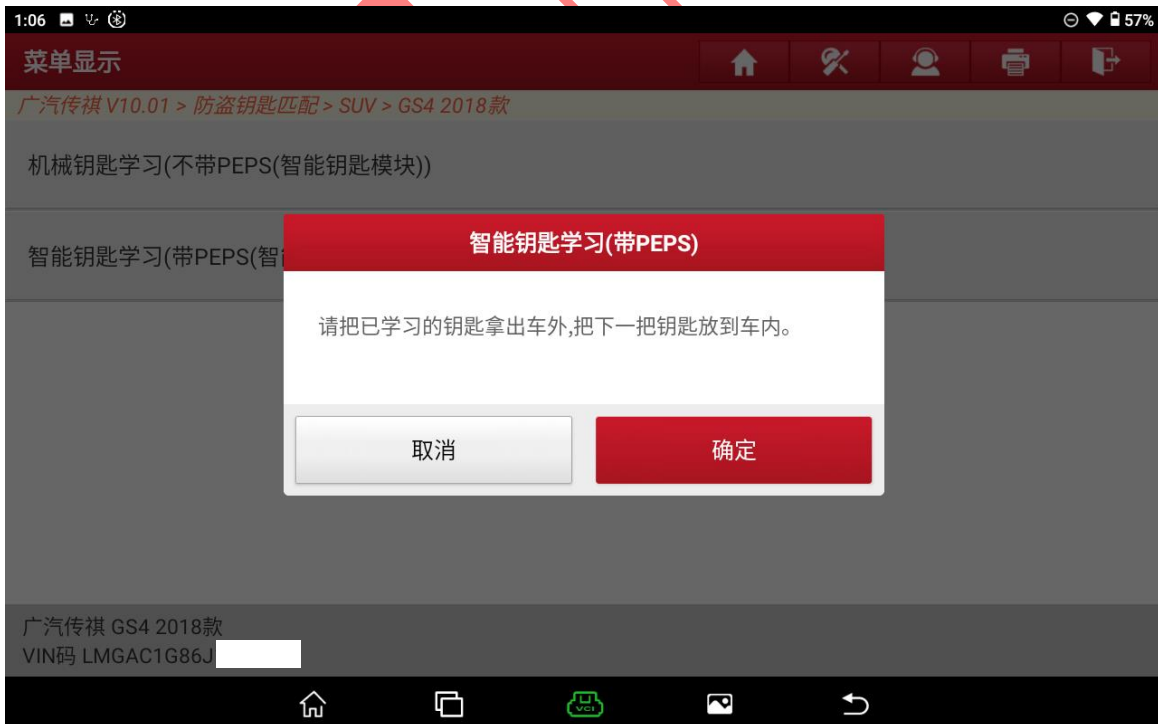 1:06
57%
菜单显示
广汽传祺 V10.01 > 防盗钥匙匹配 > SUV > GS4 2018款
机械钥匙学习(不带PEPS(智能钥匙模块))
智能钥匙学习(带PEPS(智
智能钥匙学习(带PEPS)
请把已学习的钥匙拿出车外,把下一把钥匙放到车内。
取消
确定
广汽传祺 GS4 2018款
VIN码 LMGAC1G86J
VCI